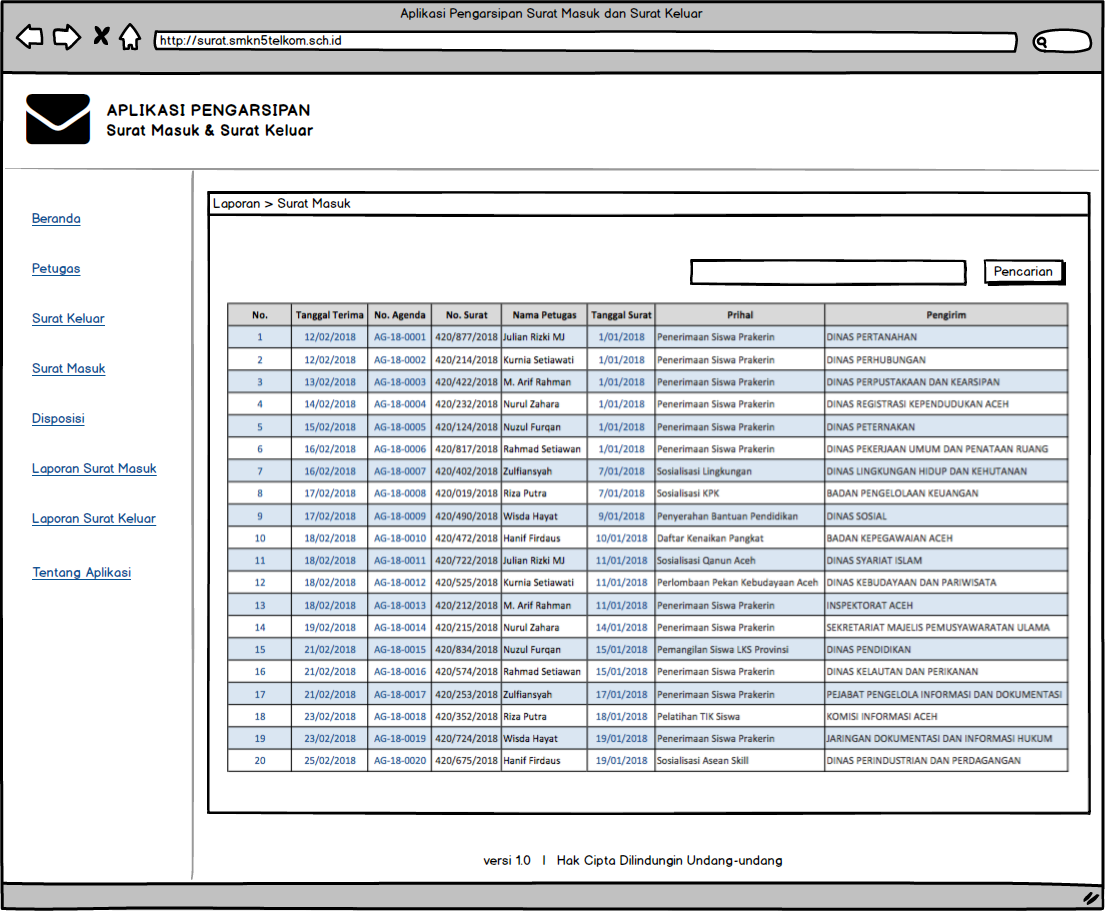 Aplikasi Pengarsipan Surat Masuk dan Surat Keluar
http://surat.smkn5telkom.sch.id
APLIKASI PENGARSIPAN
Surat Masuk & Surat Keluar
Beranda
Petugas
Surat Keluar
Surat Masuk
Disposisi
Laporan Surat Masuk
Laporan Surat Keluar
Tentang Aplikasi
Laporan > Surat Masuk
Pencarian
No. Tanggal Terima No. Agenda No. Surat Nama Petugas Tanggal Surat Prihal Pengirim
1 12/02/2018 AG-18-0001 420/877/2018 Julian Rizki MJ 1/01/2018 Penerimaan Siswa Prakerin DINAS PERTANAHAN
2 12/02/2018 AG-18-0002 420/214/2018 Kurnia Setiawati 1/01/2018 Penerimaan Siswa Prakerin DINAS PERHUBUNGAN
3 13/02/2018 AG-18-0003 420/422/2018 M. Arif Rahman 1/01/2018 Penerimaan Siswa Prakerin DINAS PERPUSTAKAAN DAN KEARSIPAN
4 14/02/2018 AG-18-0004 420/232/2018 Nurul Zahara 1/01/2018 Penerimaan Siswa Prakerin DINAS REGISTRASI KEPENDUDUKAN ACEH
5 15/02/2018 AG-18-0005 420/124/2018 Nuzul Furqan 1/01/2018 Penerimaan Siswa Prakerin DINAS PETERNAKAN
6 16/02/2018 AG-18-0006 420/817/2018 Rahmad Setiawan 1/01/2018 Penerimaan Siswa Prakerin DINAS PEKERJAAN UMUM DAN PENATAAN RUANG
7 16/02/2018 AG-18-0007 420/402/2018 Zulfiansyah 7/01/2018 Sosialisasi Lingkungan DINAS LINGKUNGAN HIDUP DAN KEHUTANAN
8 17/02/2018 AG-18-0008 420/019/2018 Riza Putra 7/01/2018 Sosialisasi KPK BADAN PENGELOLAAN KEUANGAN
9 17/02/2018 AG-18-0009 420/490/2018 Wisda Hayat 9/01/2018 Penyerahan Bantuan Pendidikan DINAS SOSIAL
10 18/02/2018 AG-18-0010 420/472/2018 Hanif Firdaus 10/01/2018 Daftar Kenaikan Pangkat BADAN KEPEGAWAIAN ACEH
11 18/02/2018 AG-18-0011 420/722/2018 Julian Rizki MJ 11/01/2018 Sosialisasi Qanun Aceh DINAS SYARIAT ISLAM
12 18/02/2018 AG-18-0012 420/525/2018 Kurnia Setiawati 11/01/2018 Perlombaan Pekan Kebudayaan Aceh DINAS KEBUDAYAAN DAN PARIWISATA
13 18/02/2018 AG-18-0013 420/212/2018 M. Arif Rahman 11/01/2018 Penerimaan Siswa Prakerin INSPEKTORAT ACEH
14 19/02/2018 AG-18-0014 420/215/2018 Nurul Zahara 14/01/2018 Penerimaan Siswa Prakerin SEKRETARIAT MAJELIS PEMUSYAWARATAN ULAMA
15 21/02/2018 AG-18-0015 420/834/2018 Nuzul Furqan 15/01/2018 Pemangilan Siswa LKS Provinsi DINAS PENDIDIKAN
16 21/02/2018 AG-18-0016 420/574/2018 Rahmad Setiawan 15/01/2018 Penerimaan Siswa Prakerin DINAS KELAUTAN DAN PERIKANAN
17 21/02/2018 AG-18-0017 420/253/2018 Zulfiansyah 17/01/2018 Penerimaan Siswa Prakerin PEJABAT PENGELOLA INFORMASI DAN DOKUMENTASI
18 23/02/2018 AG-18-0018 420/352/2018 Riza Putra 18/01/2018 Pelatihan TIK Siswa KOMISI INFORMASI ACEH
19 23/02/2018 AG-18-0019 420/724/2018 Wisda Hayat 19/01/2018 Penerimaan Siswa Prakerin JARINGAN DOKUMENTASI DAN INFORMASI HUKUM
20 25/02/2018 AG-18-0020 420/675/2018 Hanif Firdaus 19/01/2018 Sosialisasi Asean Skill DINAS PERINDUSTRIAN DAN PERDAGANGAN
versi 1.0 | Hak Cipta Dilindungin Undang-undang